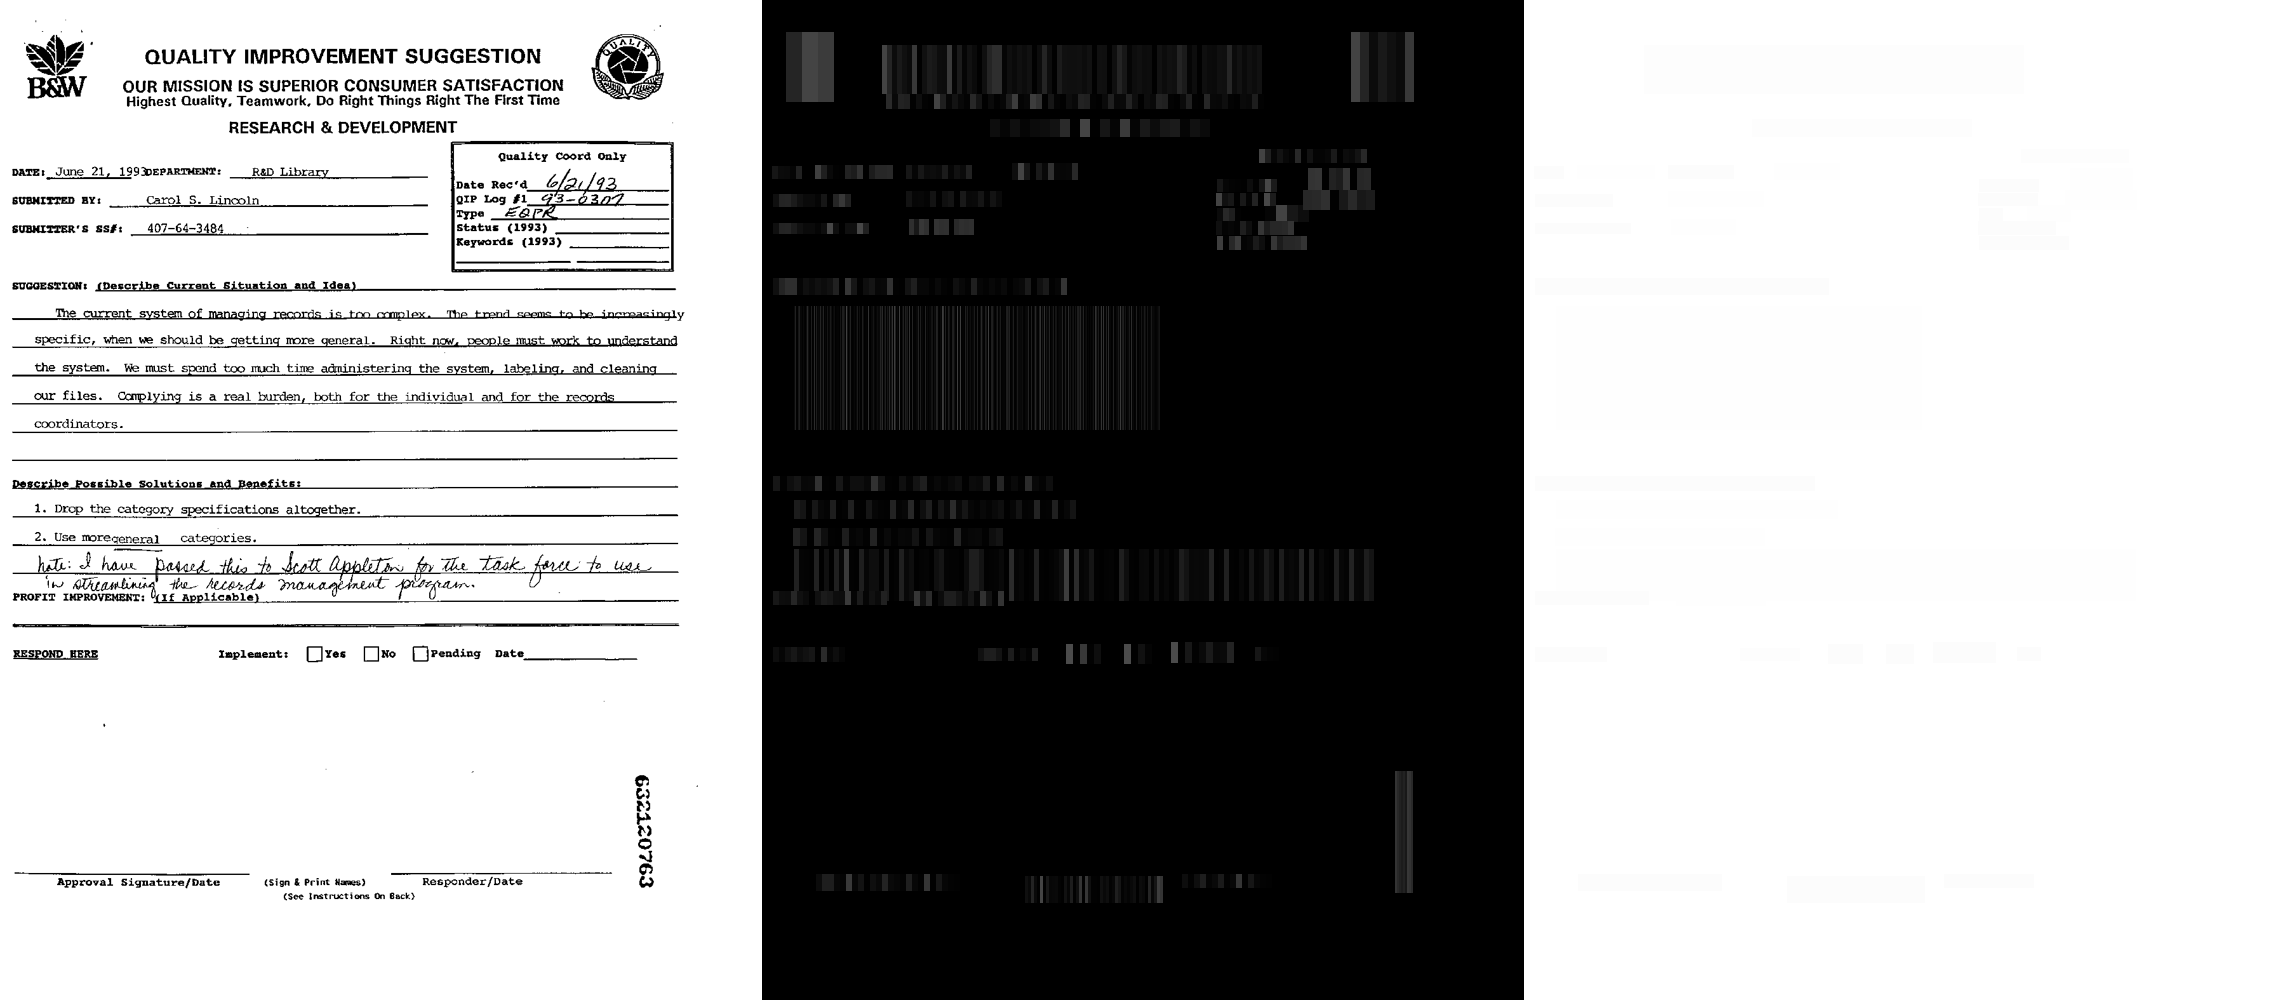 B&W
QUALITY
QUALITY IMPROVEMENT SUGGESTION
OUR MISSION IS SUPERIOR CONSUMER SATISFACTION
Highest Quality, Teamwork, Do Right Things Right The First Time
RESEARCH & DEVELOPMENT
Quality Coord Only
DATE: June 21, 1993 DEPARTMENT: R&D Library
Date Rec'd 6/21/93
SUBMITTED BY: Carol S. Lincoln
QIP Log #1 93-0307
Type EQPR
SUBMITTER'S SS#: 407-64-3484
Status (1993)
Keywords (1993)
SUGGESTION: (Describe Current Situation and Idea)
The current system of managing records is too complex. The trend seems to be increasingly
specific, when we should be getting more general. Right now, people must work to understand
the system. We must spend too much time administering the system, labeling, and cleaning
our files. Complying is a real burden, both for the individual and for the records
coordinators.
Describe Possible Solutions and Benefits:
1. Drop the category specifications altogether.
2. Use more general categories.
note: I have passed this to Scott Appleton for the task force to use
in streamlining the records management program.
PROFIT IMPROVEMENT: (If Applicable)
RESPOND HERE Implement: Yes No Pending Date
632120763
Approval Signature/Date (Sign & Print Names) Responder/Date
(See Instructions On Back)